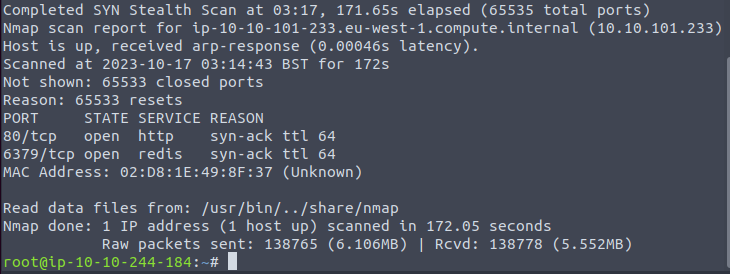 Completed SYN Stealth Scan at 03:17, 171.65s elapsed (65535 total ports)
Nmap scan report for ip-10-10-101-233.eu-west-1.compute.internal (10.10.101.233)
Host is up, received arp-response (0.00046s latency).
Scanned at 2023-10-17 03:14:43 BST for 172s
Not shown: 65533 closed ports
Reason: 65533 resets
PORT     STATE SERVICE REASON
80/tcp   open  http    syn-ack ttl 64
6379/tcp open  redis   syn-ack ttl 64
MAC Address: 02:D8:1E:49:8F:37 (Unknown)

Read data files from: /usr/bin/../share/nmap
Nmap done: 1 IP address (1 host up) scanned in 172.05 seconds
           Raw packets sent: 138765 (6.106MB) | Rcvd: 138778 (5.552MB)
root@ip-10-10-244-184:~#